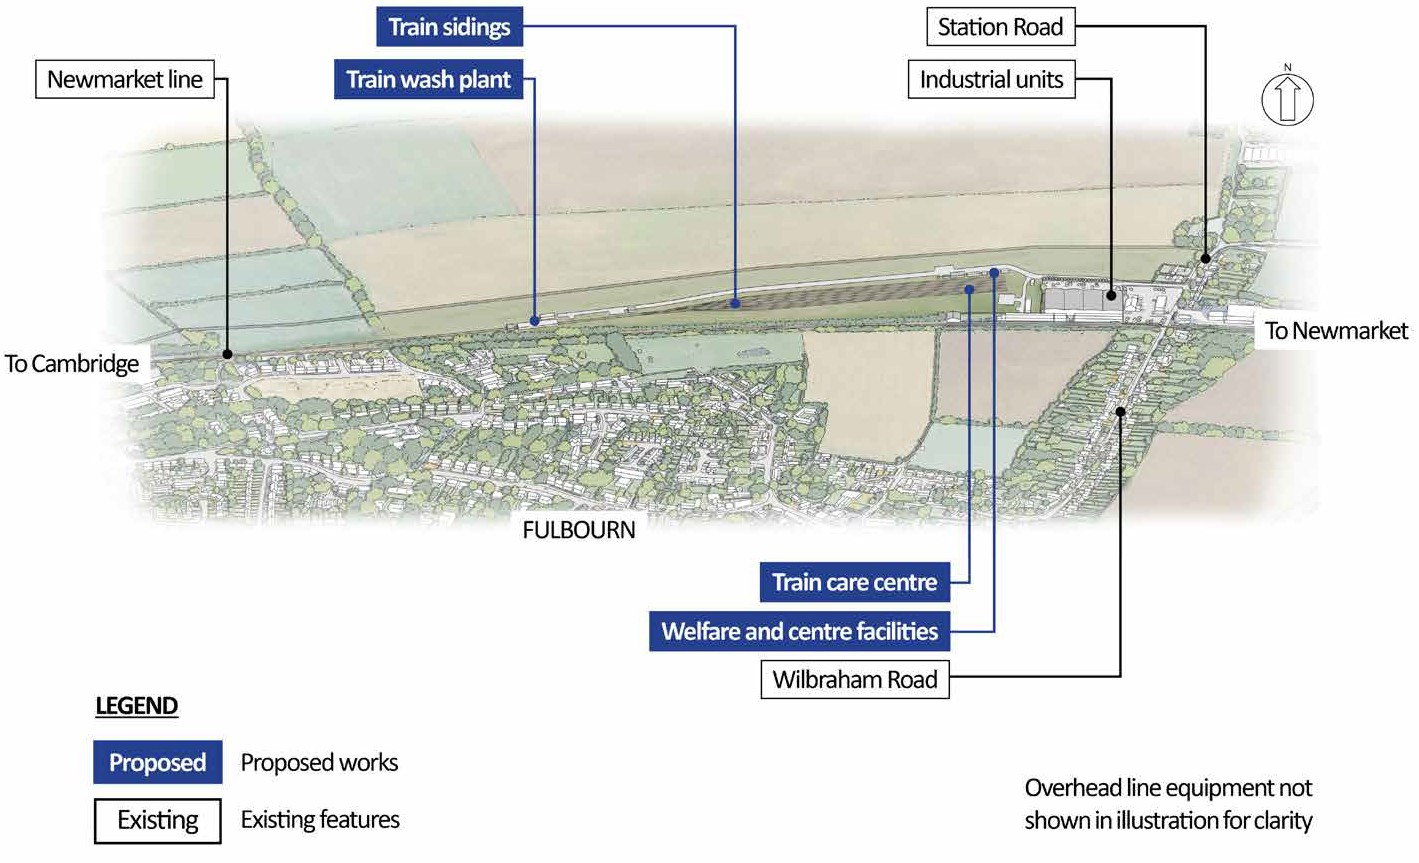 Train sidings
Station Road
Newmarket line
Train wash plant
Industrial units
N
To Cambridge
To Newmarket
FULBOURN
Train care centre
Welfare and centre facilities
Wilbraham Road
LEGEND
Proposed Proposed works
Existing Existing features
Overhead line equipment not
shown in illustration for clarity